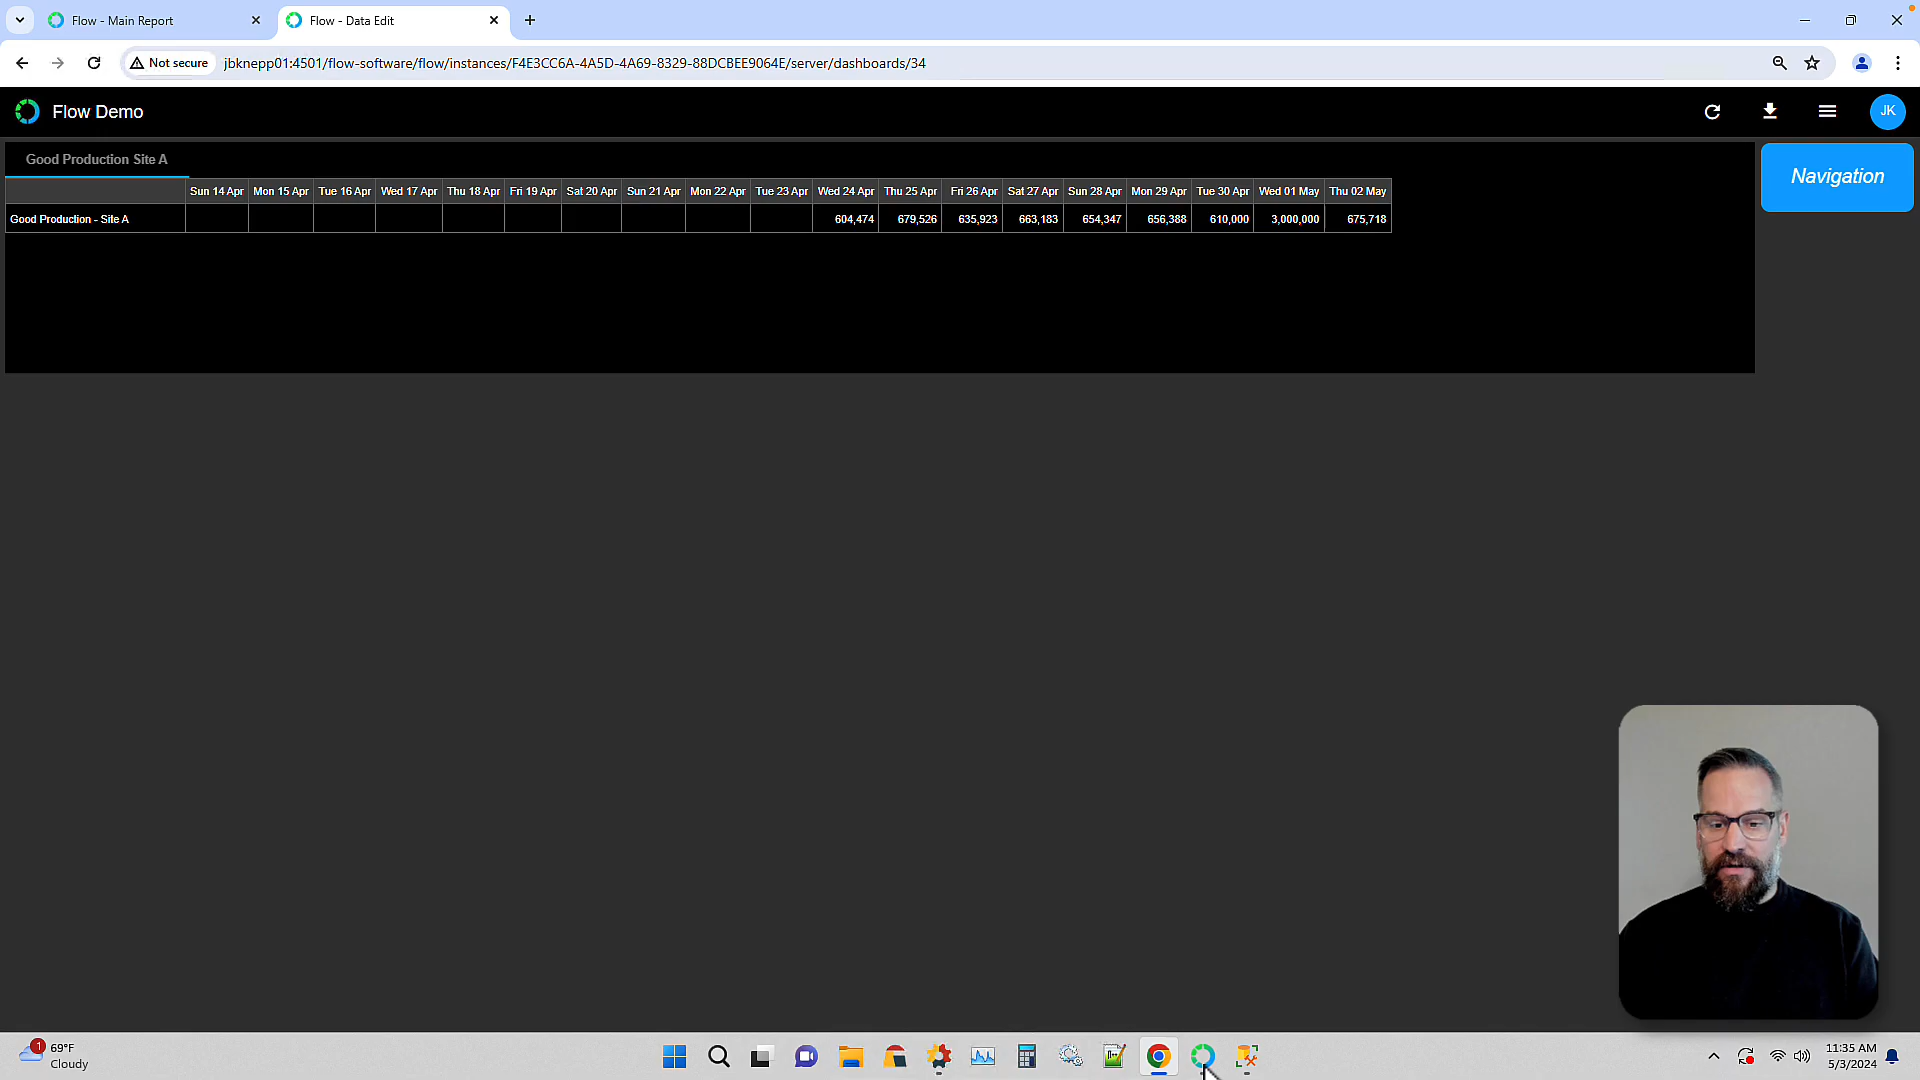 Flow - Main Report
Flow - Data Edit
Not secure
jbknepp01:4501/flow-software/flow/instances/F4E3CC6A-4A5D-4A69-8329-88DCBEE9064E/server/dashboards/34
Flow Demo
JK
Good Production Site A
Navigation
Sun 14 Apr Mon 15 Apr Tue 16 Apr Wed 17 Apr Thu 18 Apr Fri 19 Apr Sat 20 Apr Sun 21 Apr Mon 22 Apr Tue 23 Apr Wed 24 Apr Thu 25 Apr Fri 26 Apr Sat 27 Apr Sun 28 Apr Mon 29 Apr Tue 30 Apr Wed 01 May Thu 02 May
Good Production - Site A 604,474 679,526 635,923 663,183 654,347 656,388 610,000 3,000,000 675,718
1
69°F
Cloudy
11:35 AM
5/3/2024